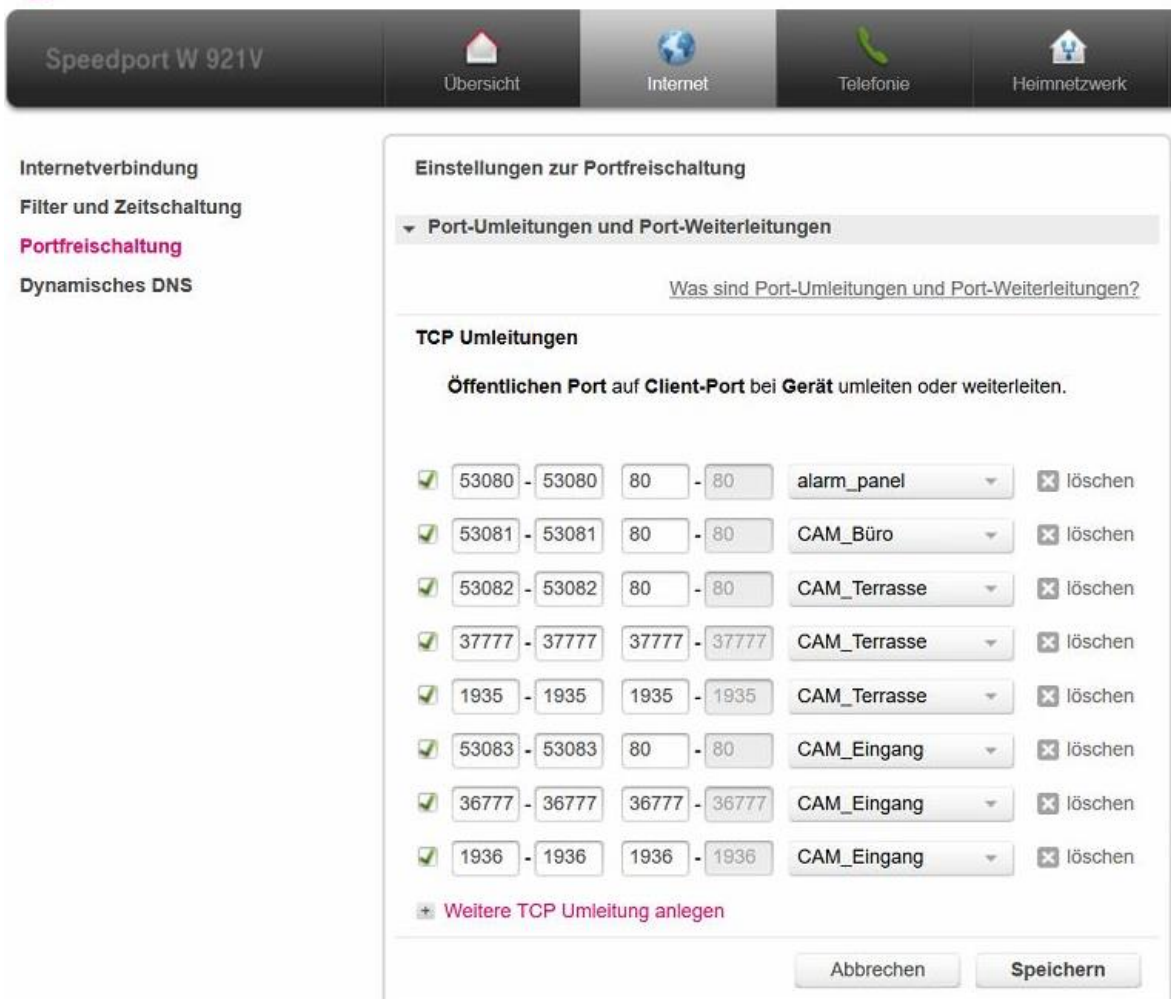 Speedport W 921V
Übersicht
Internet
Telefonie
Heimnetzwerk
Internetverbindung
Filter und Zeitschaltung
Portfreischaltung
Dynamisches DNS
Einstellungen zur Portfreischaltung
Port-Umleitungen und Port-Weiterleitungen
Was sind Port-Umleitungen und Port-Weiterleitungen?
TCP Umleitungen
Öffentlichen Port auf Client-Port bei Gerät umleiten oder weiterleiten.
53080 - 53080 80 - 80 alarm_panel löschen
53081 - 53081 80 - 80 CAM_Büro löschen
53082 - 53082 80 - 80 CAM_Terrasse löschen
37777 - 37777 37777 - 37777 CAM_Terrasse löschen
1935 - 1935 1935 - 1935 CAM_Terrasse löschen
53083 - 53083 80 - 80 CAM_Eingang löschen
36777 - 36777 36777 - 36777 CAM_Eingang löschen
1936 - 1936 1936 - 1936 CAM_Eingang löschen
Weitere TCP Umleitung anlegen
Abbrechen
Speichern